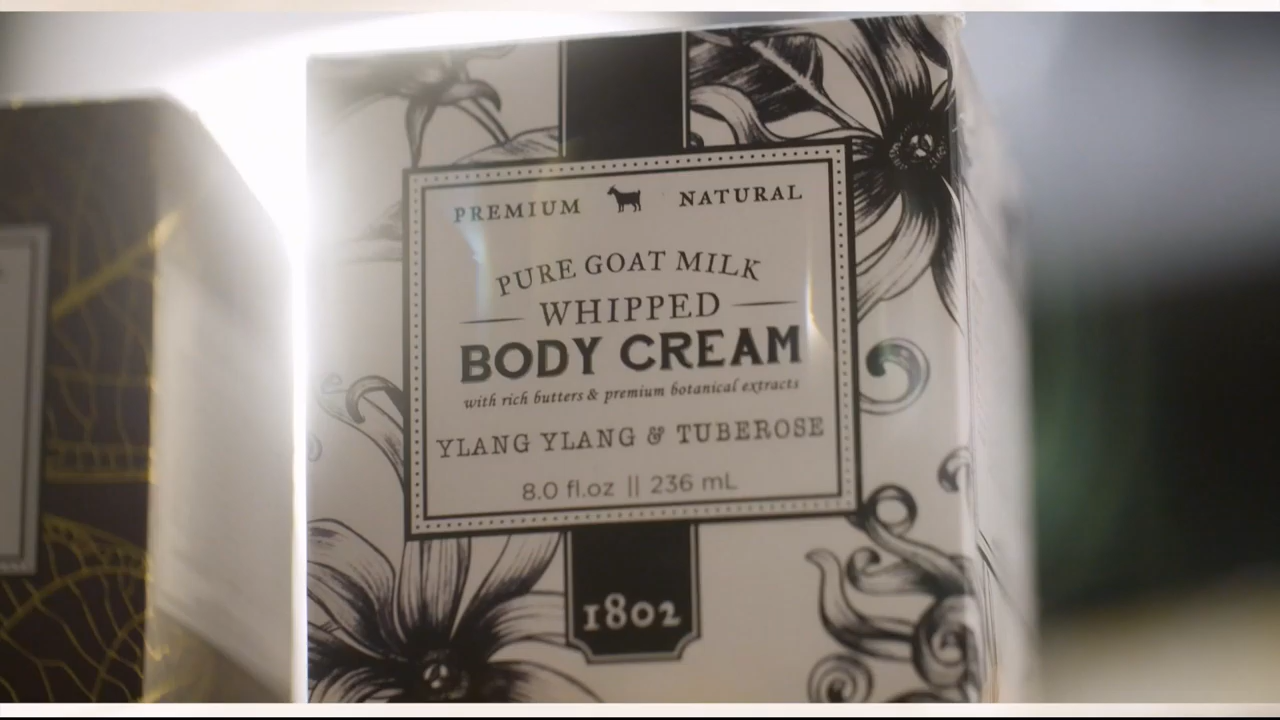 PREMIUM NATURAL
PURE GOAT MILK
WHIPPED
BODY CREAM
with rich butters & premium botanical extracts
YLANG YLANG & TUBEROSE
8.0 fl.oz || 236 mL
1802